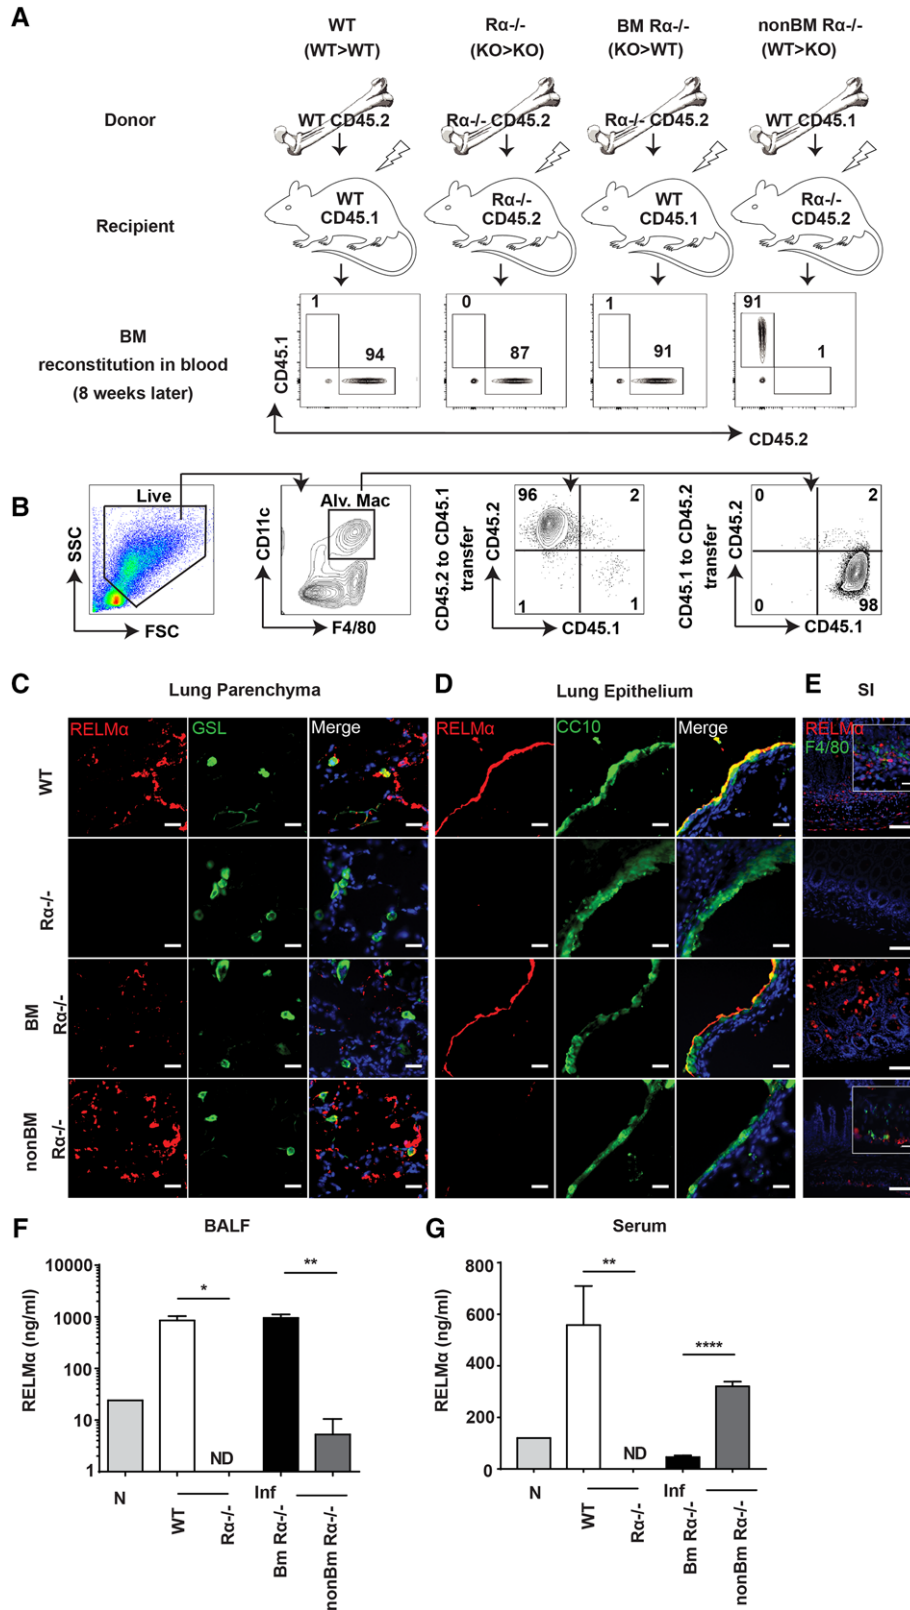 A
WT
(WT>WT)
Rα-/-
(KO>KO)
BM Rα-/-
(KO>WT)
nonBM Rα-/-
(WT>KO)
Donor
WT CD45.2
Rα-/- CD45.2
Rα-/- CD45.2
WT CD45.1
Recipient
WT
CD45.1
Rα-/-
CD45.2
WT
CD45.1
Rα-/-
CD45.2
BM
reconstitution in blood
(8 weeks later)
CD45.1
1
94
0
87
1
91
91
1
CD45.2
B
Live
SSC
FSC
Alv. Mac
CD11c
F4/80
CD45.2 to CD45.1
transfer
CD45.2
96
2
1
1
CD45.1
CD45.1 to CD45.2
transfer
CD45.2
0
2
0
98
CD45.1
C
Lung Parenchyma
D
Lung Epithelium
E
SI
RELMα
GSL
Merge
RELMα
CC10
Merge
RELMα
F4/80
WT
Rα-/-
BM
Rα-/-
nonBM
Rα-/-
F
BALF
RELMα (ng/ml)
10000
1000
100
10
1
*
**
ND
N
Inf
WT
Rα-/-
Bm Rα-/-
nonBm Rα-/-
G
Serum
RELMα (ng/ml)
800
600
400
200
0
**
****
ND
N
Inf
WT
Rα-/-
Bm Rα-/-
nonBm Rα-/-